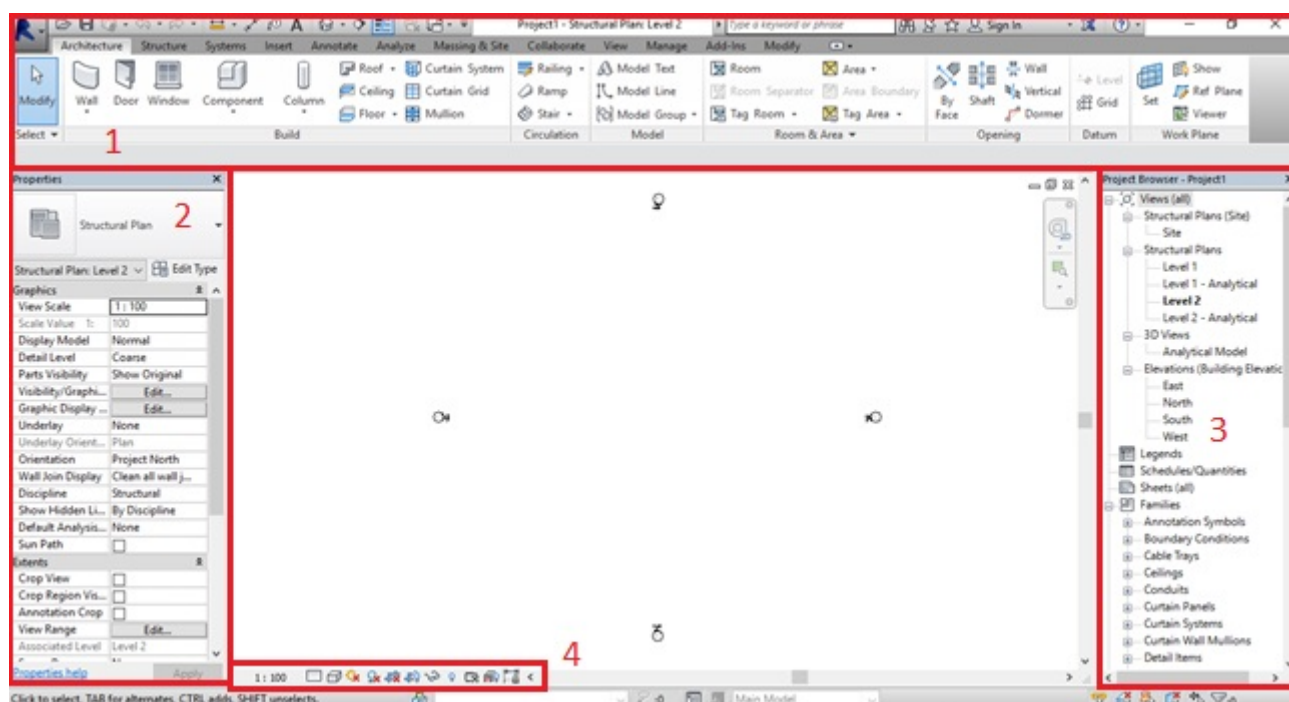 Project1 - Structural Plan: Level 2 Type a keyword or phrase Sign In
Architecture Structure Systems Insert Annotate Analyze Massing & Site Collaborate View Manage Add-Ins Modify
Modify Wall Door Window Component Column
Roof Curtain System Railing Model Text Room Area Wall Level Show
Ceiling Curtain Grid Ramp Model Line Room Separator Area Boundary By Face Shaft Vertical Grid Set Ref Plane
Floor Mullion Stair Model Group Tag Room Tag Area Dormer Viewer
Select Build Circulation Model Room & Area Opening Datum Work Plane
1
Properties
Structural Plan
2
Structural Plan: Level 2 Edit Type
Graphics
View Scale 1 : 100
Scale Value 1: 100
Display Model Normal
Detail Level Coarse
Parts Visibility Show Original
Visibility/Graphi... Edit...
Graphic Display ... Edit...
Underlay None
Underlay Orient... Plan
Orientation Project North
Wall Join Display Clean all wall j...
Discipline Structural
Show Hidden Li... By Discipline
Default Analysis... None
Sun Path
Extents
Crop View
Crop Region Vis...
Annotation Crop
View Range Edit...
Associated Level Level 2
Properties help Apply
Project Browser - Project1
Views (all)
Structural Plans (Site)
Site
Structural Plans
Level 1
Level 1 - Analytical
Level 2
Level 2 - Analytical
3D Views
Analytical Model
Elevations (Building Elevatic
East
North
South
West
3
Legends
Schedules/Quantities
Sheets (all)
Families
Annotation Symbols
Boundary Conditions
Cable Trays
Ceilings
Conduits
Curtain Panels
Curtain Systems
Curtain Wall Mullions
Detail Items
4
1 : 100
Click to select, TAB for alternates, CTRL adds, SHIFT unselects.
Main Model